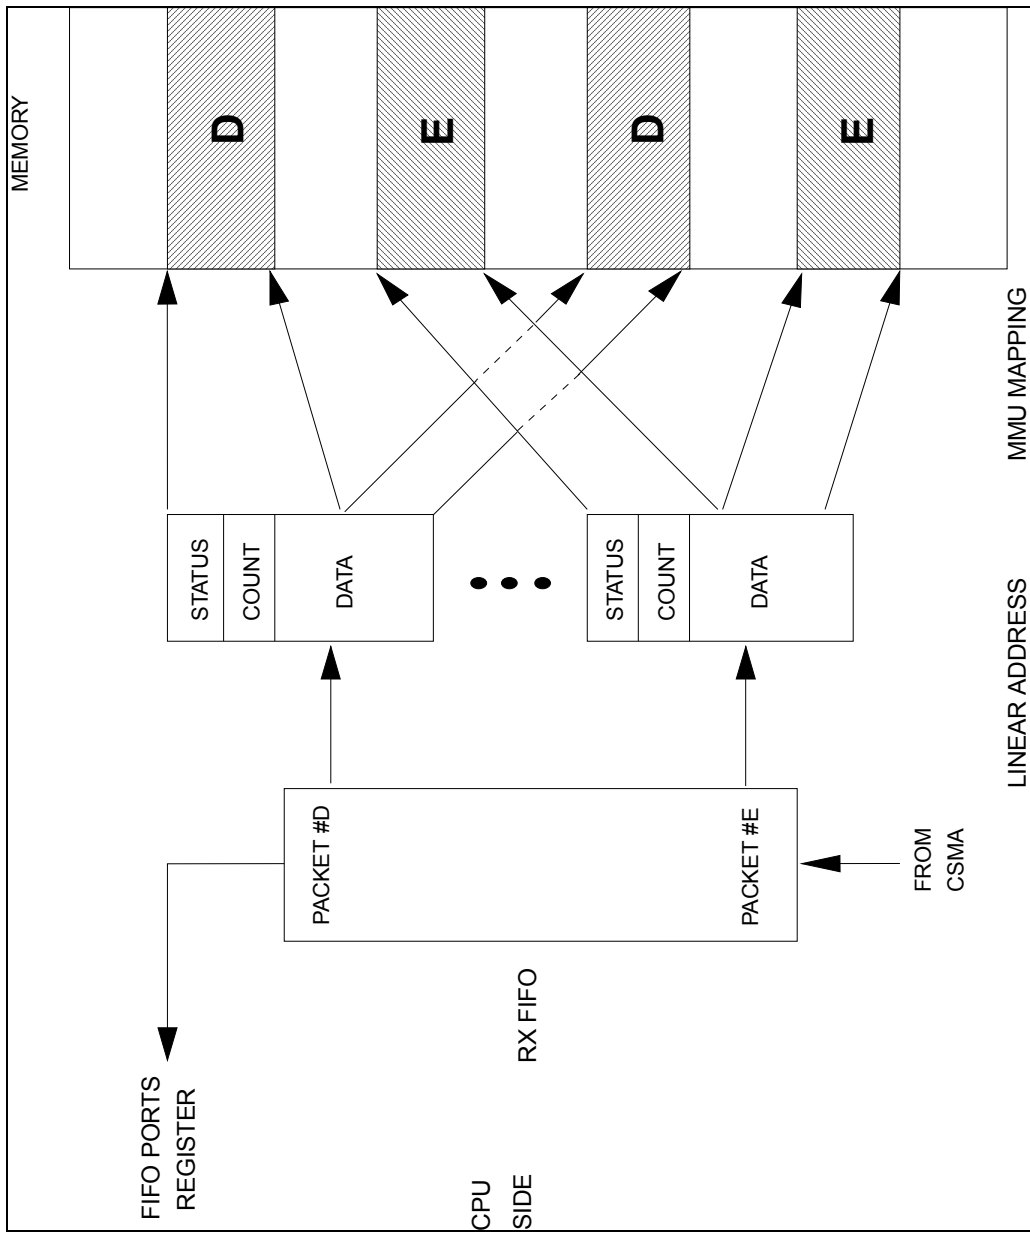 MEMORY
D
E
D
E
STATUS
COUNT
DATA
STATUS
COUNT
DATA
PACKET #D
PACKET #E
FROM
CSMA
RX FIFO
FIFO PORTS
REGISTER
CPU
SIDE
LINEAR ADDRESS
MMU MAPPING